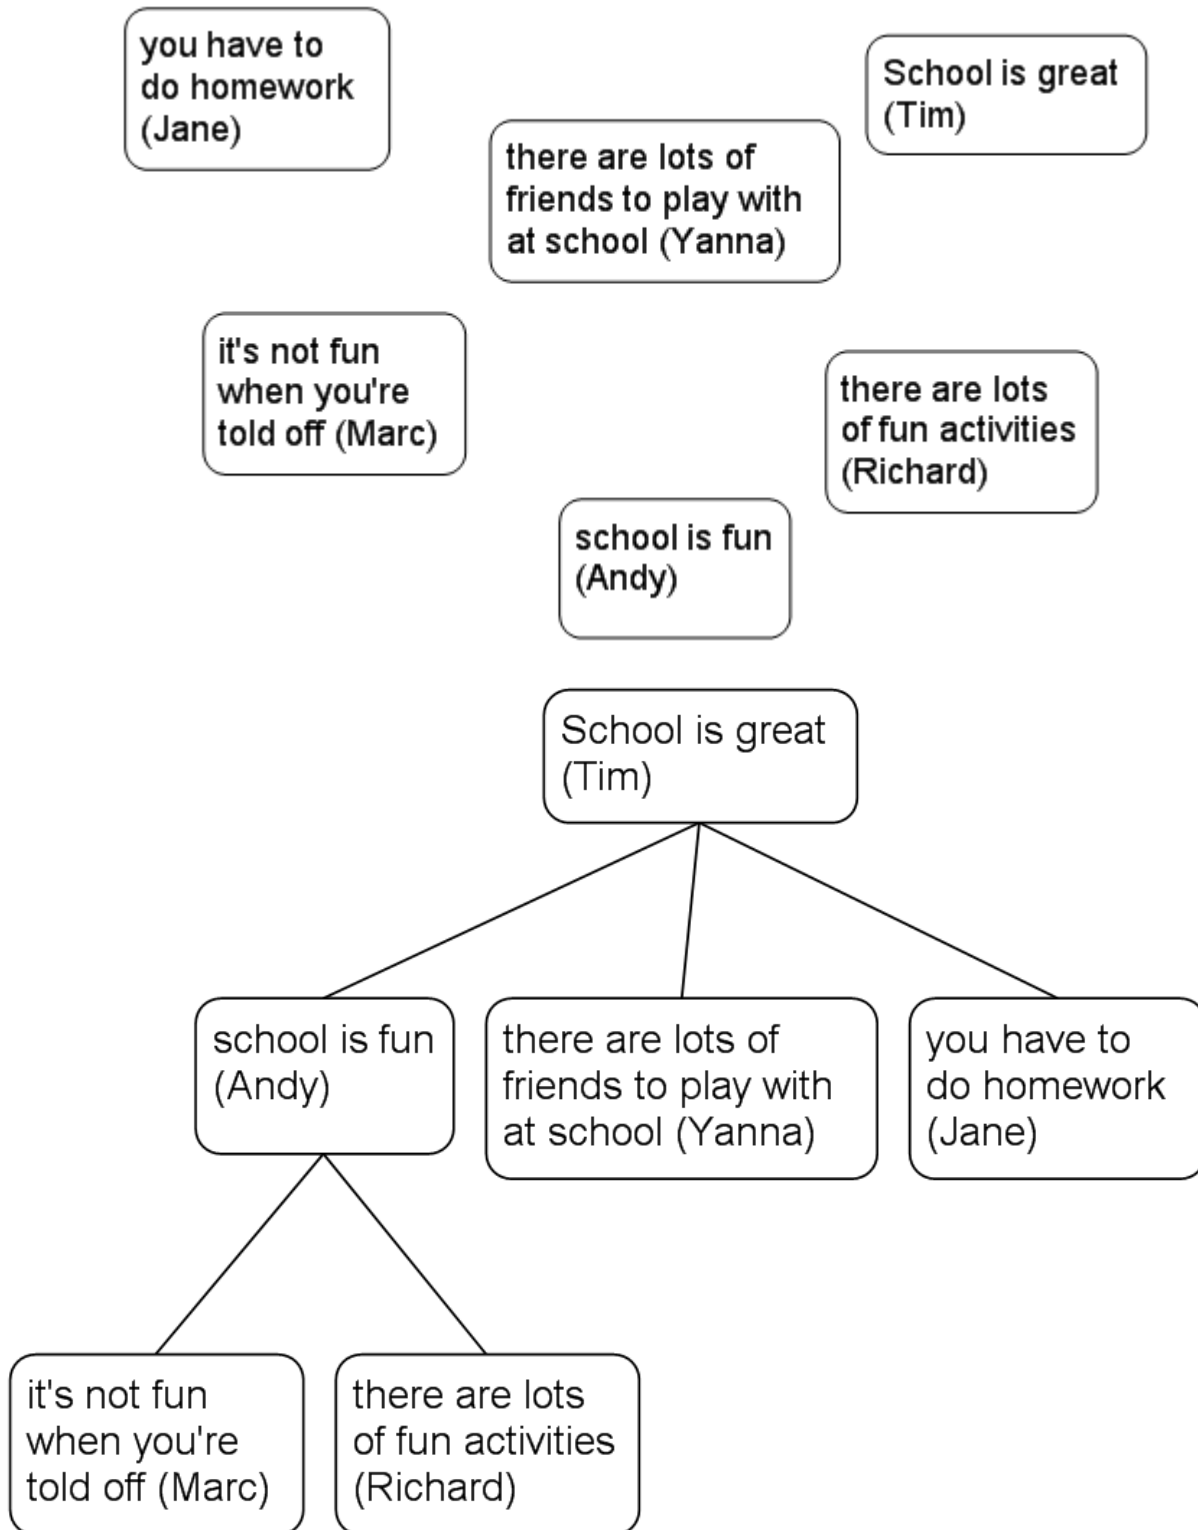 you have to
do homework
(Jane)
School is great
(Tim)
there are lots of
friends to play with
at school (Yanna)
it's not fun
when you're
told off (Marc)
there are lots
of fun activities
(Richard)
school is fun
(Andy)
School is great
(Tim)
school is fun
(Andy)
there are lots of
friends to play with
at school (Yanna)
you have to
do homework
(Jane)
it's not fun
when you're
told off (Marc)
there are lots
of fun activities
(Richard)